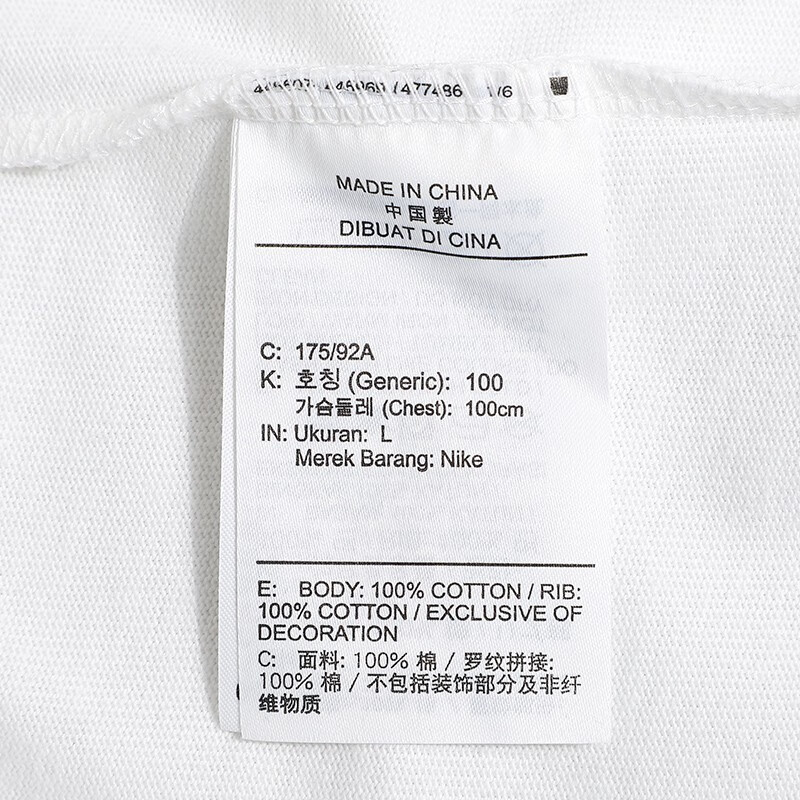 477486 1/6
MADE IN CHINA
中国製
DIBUAT DI CINA
C: 175/92A
K: 호칭 (Generic): 100
가슴둘레 (Chest): 100cm
IN: Ukuran: L
Merek Barang: Nike
E: BODY: 100% COTTON / RIB:
100% COTTON / EXCLUSIVE OF
DECORATION
C: 面料: 100% 棉 / 罗纹拼接:
100% 棉 / 不包括装饰部分及非纤
维物质